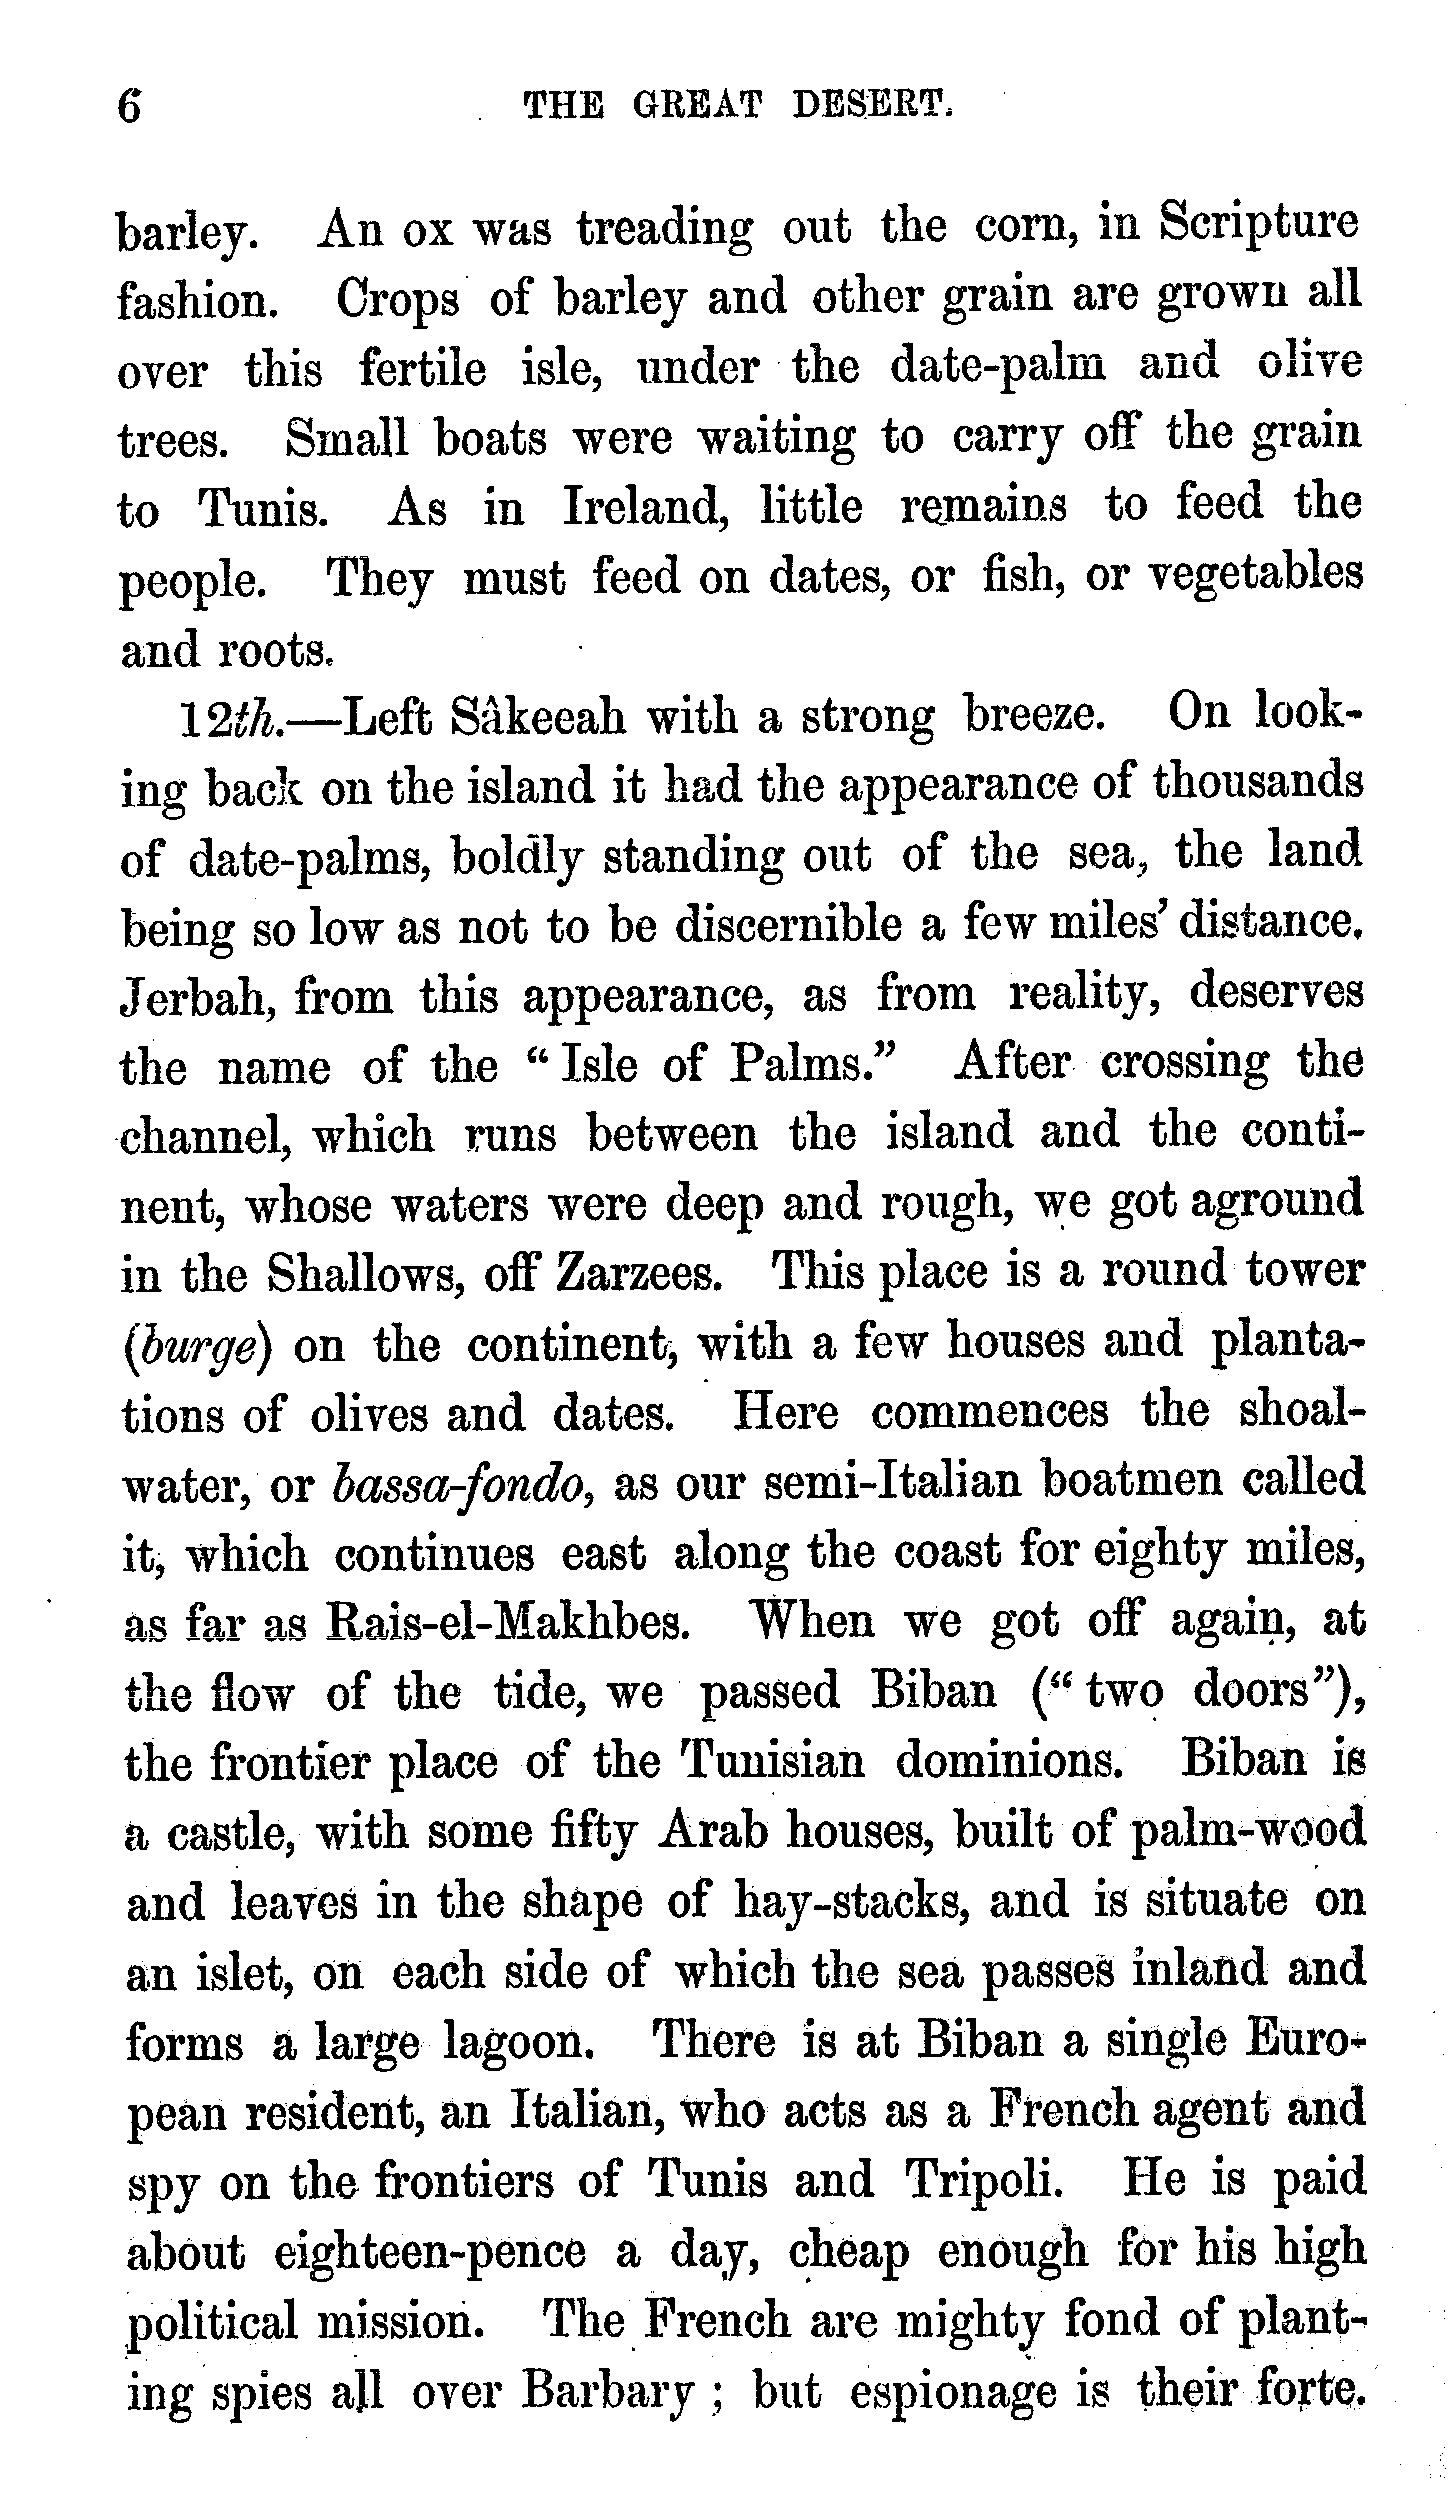 6 THE GREAT DESERT.
barley. An ox was treading out the corn, in Scripture
fashion. Crops of barley and other grain are grown all
over this fertile isle, under the date-palm and olive
trees. Small boats were waiting to carry off the grain
to Tunis. As in Ireland, little remains to feed the
people. They must feed on dates, or fish, or vegetables
and roots.
12th.—Left Sâkeeah with a strong breeze. On look-
ing back on the island it had the appearance of thousands
of date-palms, boldly standing out of the sea, the land
being so low as not to be discernible a few miles’ distance.
Jerbah, from this appearance, as from reality, deserves
the name of the “Isle of Palms.” After crossing the
channel, which runs between the island and the conti-
nent, whose waters were deep and rough, we got aground
in the Shallows, off Zarzees. This place is a round tower
(burge) on the continent, with a few houses and planta-
tions of olives and dates. Here commences the shoal-
water, or bassa-fondo, as our semi-Italian boatmen called
it, which continues east along the coast for eighty miles,
as far as Rais-el-Makhbes. When we got off again, at
the flow of the tide, we passed Biban (“two doors”),
the frontier place of the Tunisian dominions. Biban is
a castle, with some fifty Arab houses, built of palm-wood
and leaves in the shape of hay-stacks, and is situate on
an islet, on each side of which the sea passes inland and
forms a large lagoon. There is at Biban a single Euro-
pean resident, an Italian, who acts as a French agent and
spy on the frontiers of Tunis and Tripoli. He is paid
about eighteen-pence a day, cheap enough for his high
political mission. The French are mighty fond of plant-
ing spies all over Barbary; but espionage is their forte.